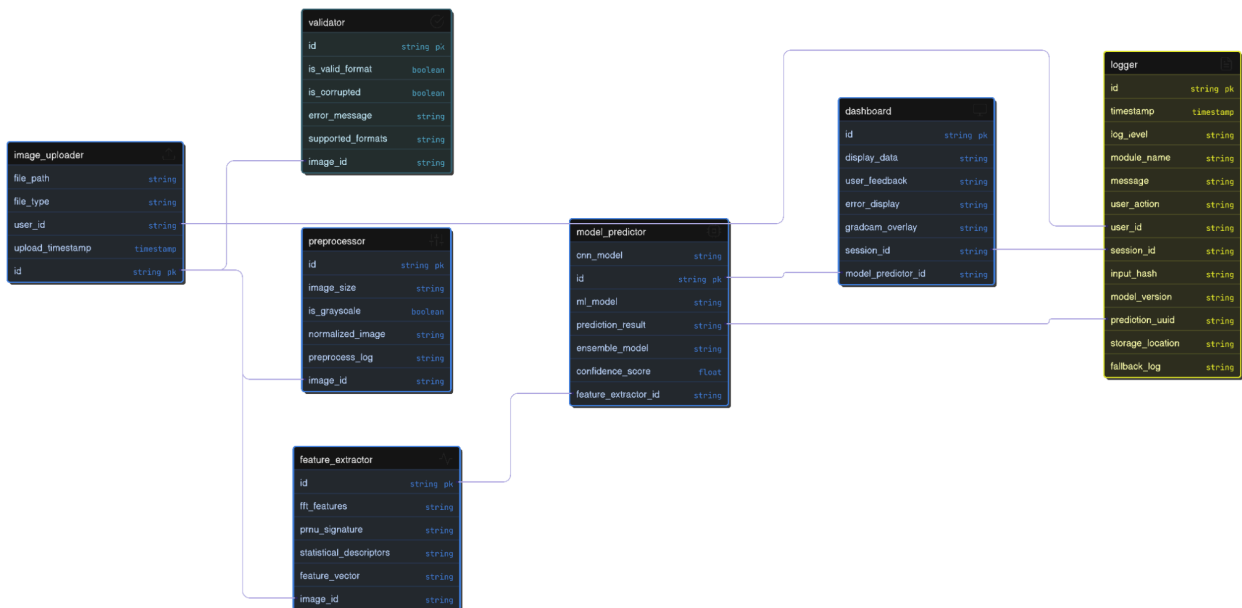 image_uploader
file_path string
file_type string
user_id string
upload_timestamp timestamp
id string pk
validator
id string pk
is_valid_format boolean
is_corrupted boolean
error_message string
supported_formats string
image_id string
preprocessor
id string pk
image_size string
is_grayscale boolean
normalized_image string
preprocess_log string
image_id string
feature_extractor
id string pk
fft_features string
prnu_signature string
statistical_descriptors string
feature_vector string
image_id string
model_predictor
cnn_model string
id string pk
ml_model string
prediction_result string
ensemble_model string
confidence_score float
feature_extractor_id string
dashboard
id string pk
display_data string
user_feedback string
error_display string
gradcam_overlay string
session_id string
model_predictor_id string
logger
id string pk
timestamp timestamp
log_level string
module_name string
message string
user_action string
user_id string
session_id string
input_hash string
model_version string
prediction_uuid string
storage_location string
fallback_log string